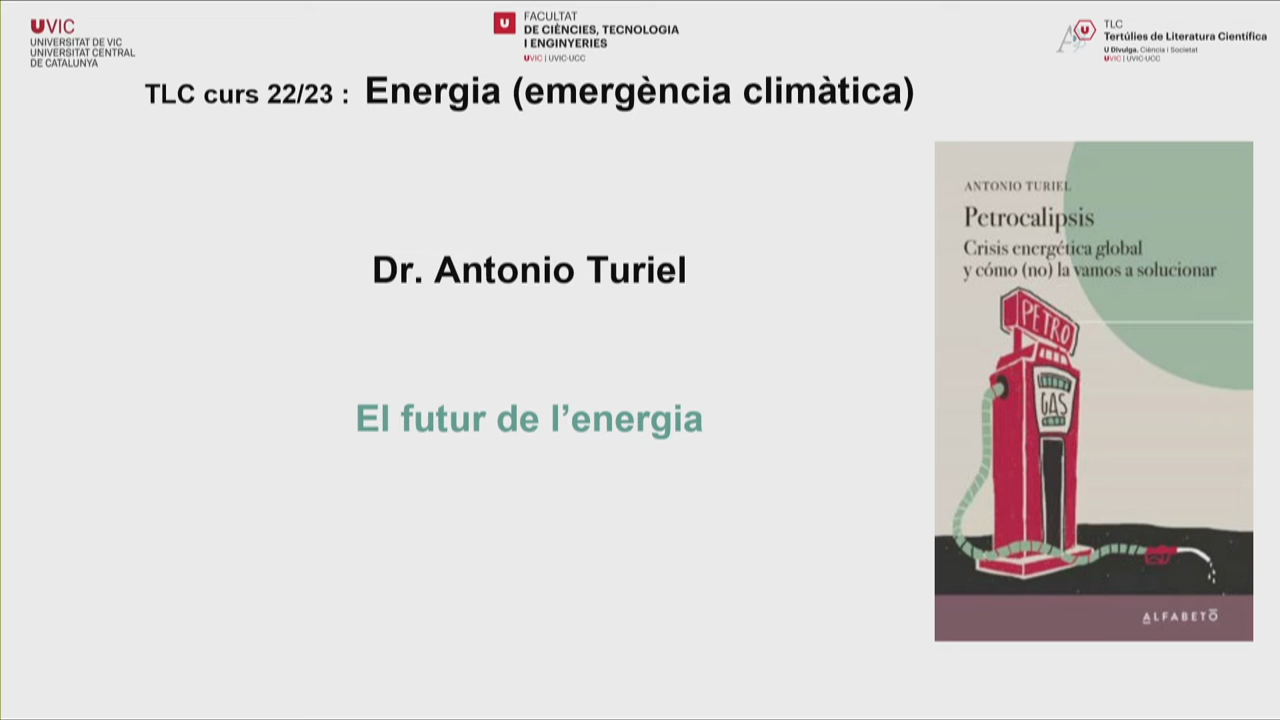 UVIC
UNIVERSITAT DE VIC
UNIVERSITAT CENTRAL
DE CATALUNYA
U
FACULTAT
DE CIÈNCIES, TECNOLOGIA
I ENGINYERIES
UVIC | UVIC·UCC
U
TLC
Tertúlies de Literatura Científica
U Divulga. Ciència i Societat
UVIC | UVIC·UCC
TLC curs 22/23 : Energia (emergència climàtica)
Dr. Antonio Turiel
El futur de l’energia
ANTONIO TURIEL
Petrocalipsis
Crisis energética global
y cómo (no) la vamos a solucionar
PETRO
GAS
ALFABETO